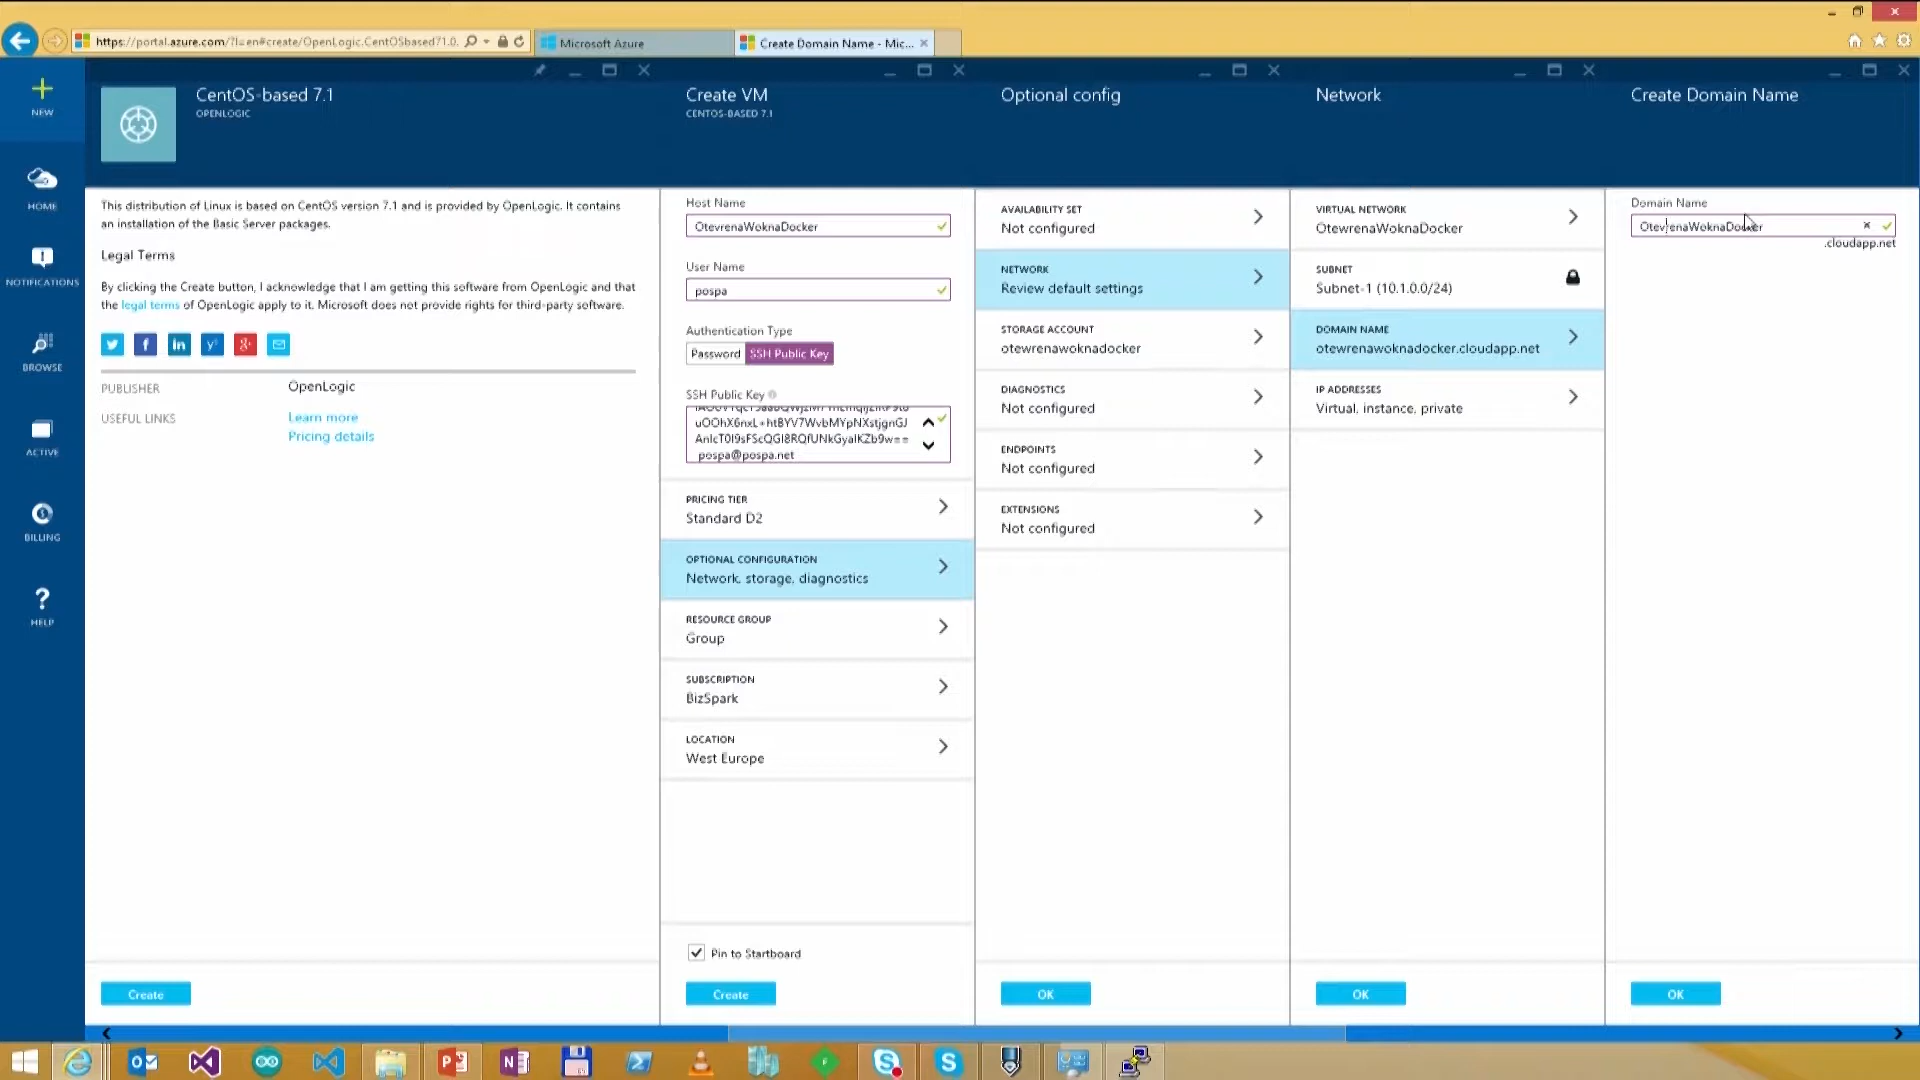 https://portal.azure.com/?l=en#create/OpenLogic.CentOSbased71.0.
Microsoft Azure
Create Domain Name - Mic...
NEW
HOME
NOTIFICATIONS
BROWSE
ACTIVE
BILLING
HELP
CentOS-based 7.1
OPENLOGIC
This distribution of Linux is based on CentOS version 7.1 and is provided by OpenLogic. It contains
an installation of the Basic Server packages.
Legal Terms
By clicking the Create button, I acknowledge that I am getting this software from OpenLogic and that
the legal terms of OpenLogic apply to it. Microsoft does not provide rights for third-party software.
PUBLISHER
OpenLogic
USEFUL LINKS
Learn more
Pricing details
Create
Create VM
CENTOS-BASED 7.1
Host Name
OtevrenaWoknaDocker
User Name
pospa
Authentication Type
Password
SSH Public Key
SSH Public Key
pospa@pospa.net
PRICING TIER
Standard D2
OPTIONAL CONFIGURATION
Network, storage, diagnostics
RESOURCE GROUP
Group
SUBSCRIPTION
BizSpark
LOCATION
West Europe
Pin to Startboard
Create
Optional config
AVAILABILITY SET
Not configured
NETWORK
Review default settings
STORAGE ACCOUNT
otewrenawoknadocker
DIAGNOSTICS
Not configured
ENDPOINTS
Not configured
EXTENSIONS
Not configured
OK
Network
VIRTUAL NETWORK
OtewrenaWoknaDocker
SUBNET
Subnet-1 (10.1.0.0/24)
DOMAIN NAME
otewrenawoknadocker.cloudapp.net
IP ADDRESSES
Virtual, instance, private
OK
Create Domain Name
Domain Name
OtevrenaWoknaDocker
.cloudapp.net
OK